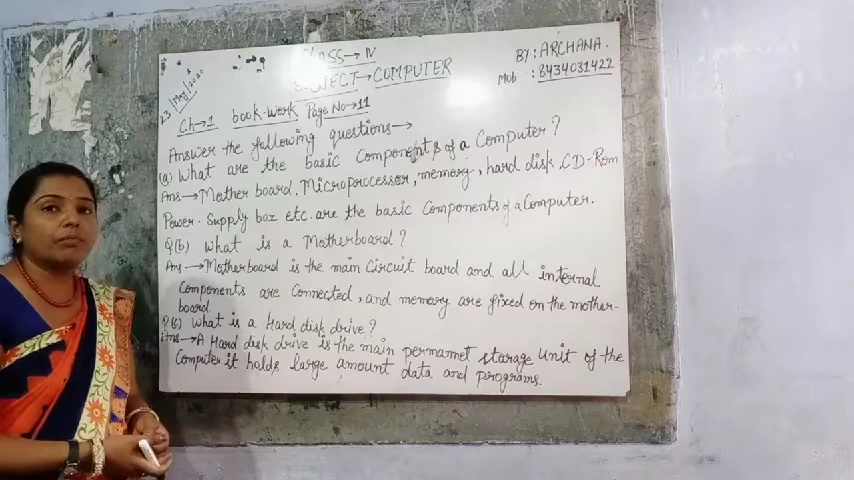 CLASS→IV
SUBJECT→COMPUTER
BY: ARCHANA.
Mob : 8434031422
23 | May | 2020
Ch→1 book-work Page No→11
Answer the following questions→
(a) What are the basic Components of a Computer?
Ans→Mother board. Microprocessor, memory, hard disk. CD-Rom
Power. Supply box etc. are the basic Components of a Computer.
Q.(b) What is a Motherboard?
Ans.→Motherboard is the main Circuit board and all internal
Components are Connected, and memory are fixed on the mother-
board
Q.(c) What is a Hard disk drive?
Ans→A Hard disk drive is the main permamet storage Unit of the
Computer it holds large amount data and programs.